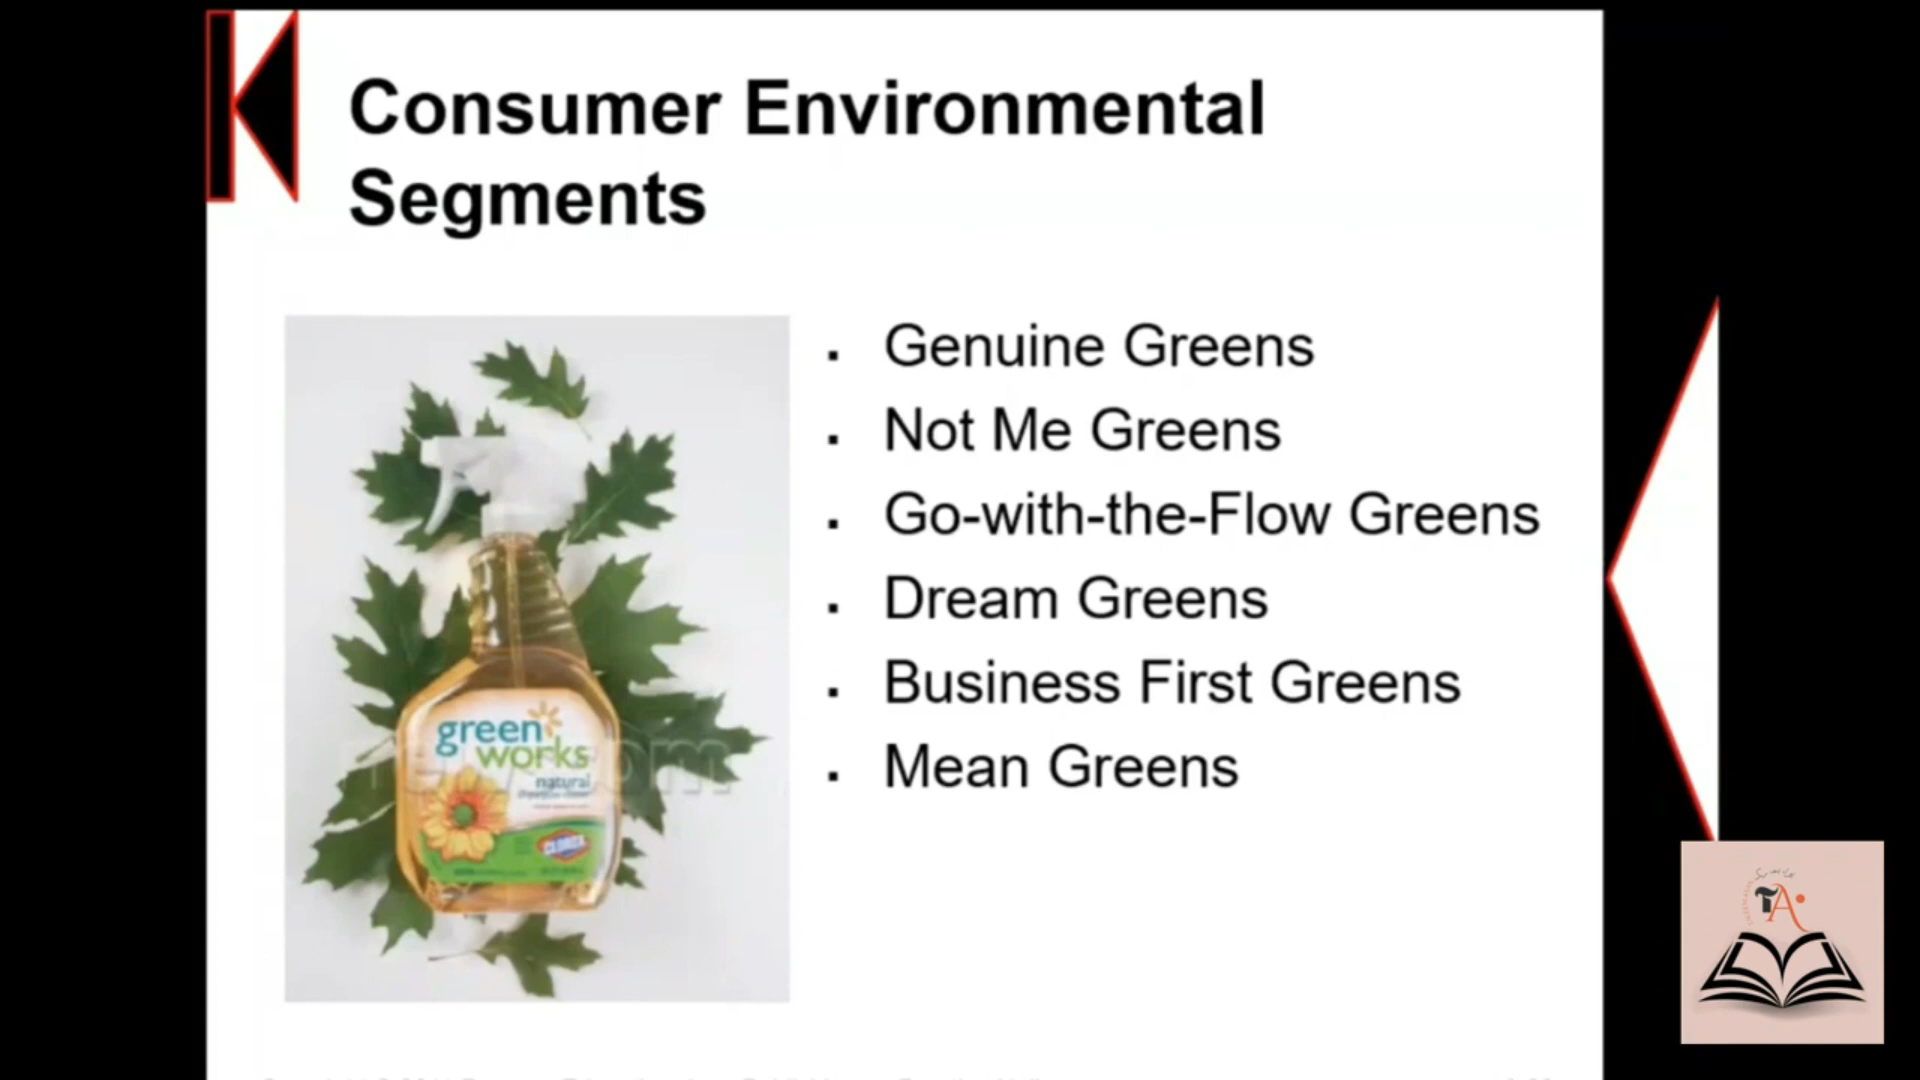 Consumer Environmental
Segments
▪ Genuine Greens
▪ Not Me Greens
▪ Go-with-the-Flow Greens
▪ Dream Greens
▪ Business First Greens
▪ Mean Greens
green
works
natural
CLOROX
TA